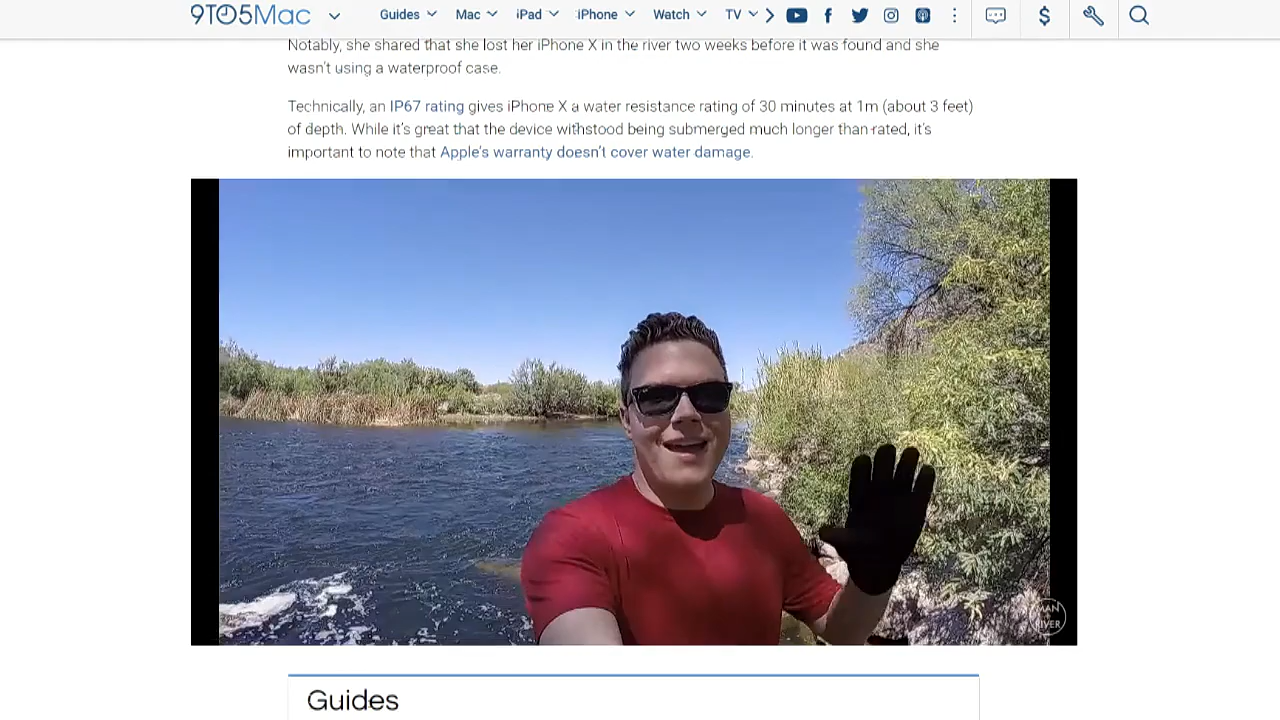 9TO5Mac
Guides Mac iPad iPhone Watch TV $
Notably, she shared that she lost her iPhone X in the river two weeks before it was found and she
wasn't using a waterproof case.
Technically, an IP67 rating gives iPhone X a water resistance rating of 30 minutes at 1m (about 3 feet)
of depth. While it's great that the device withstood being submerged much longer than rated, it's
important to note that Apple's warranty doesn't cover water damage.
MAN
RIVER
Guides